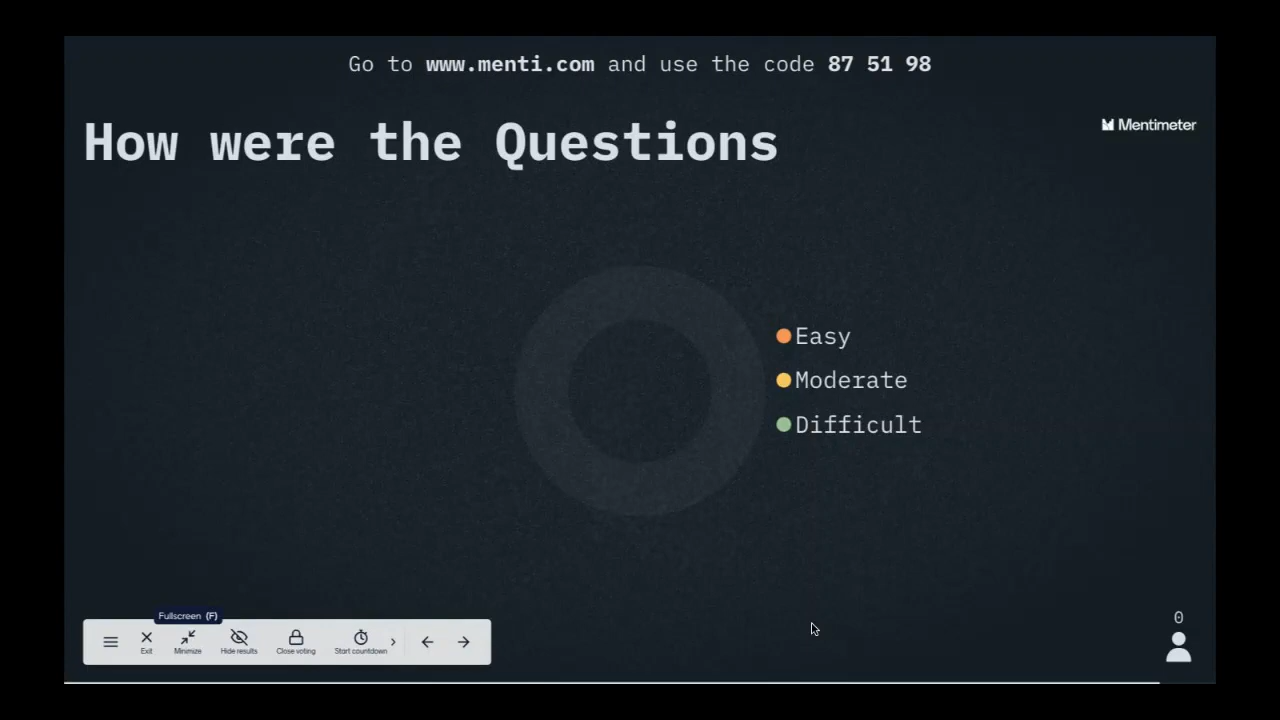 Go to www.menti.com and use the code 87 51 98
How were the Questions
Mentimeter
Easy
Moderate
Difficult
Fullscreen (F)
Exit
Minimize
Hide results
Close voting
Start countdown
0